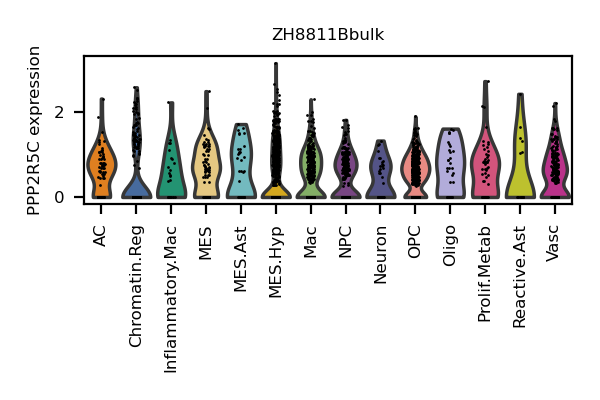 ZH8811Bbulk
PPP2R5C expression
2
0
AC
Chromatin.Reg
Inflammatory.Mac
MES
MES.Ast
MES.Hyp
Mac
NPC
Neuron
OPC
Oligo
Prolif.Metab
Reactive.Ast
Vasc